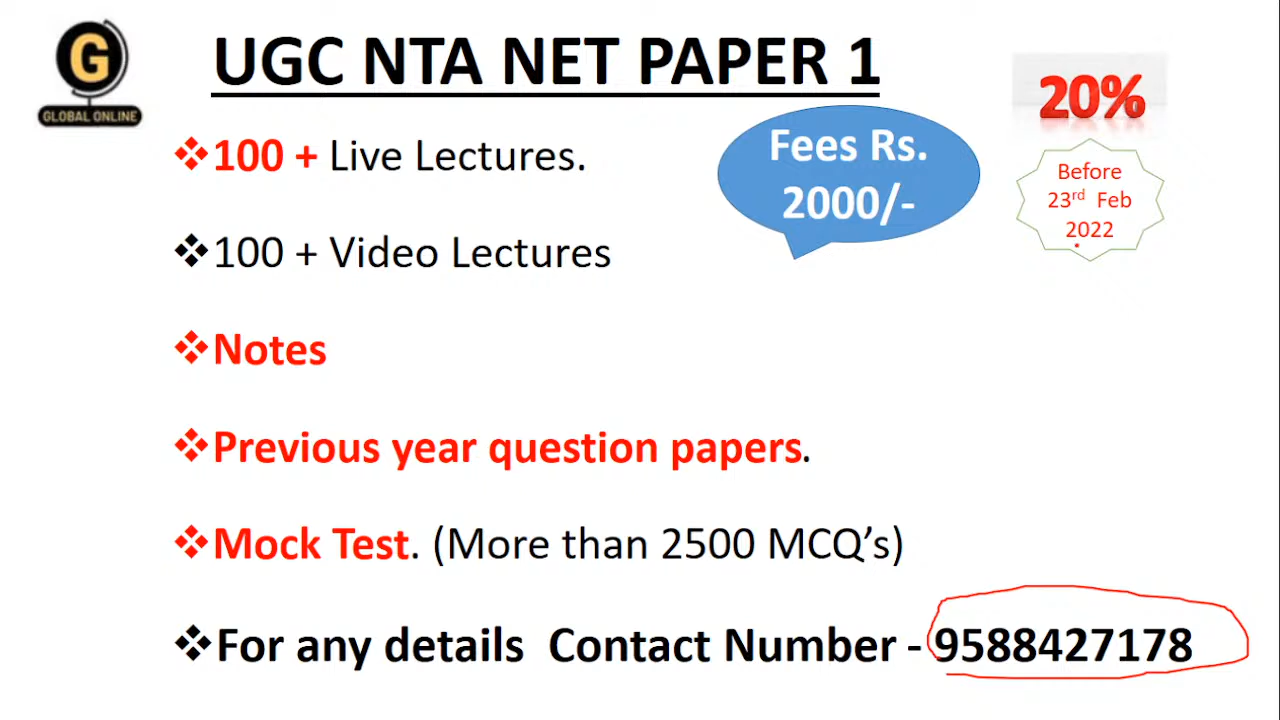 G
GLOBAL ONLINE
UGC NTA NET PAPER 1
100 + Live Lectures.
Fees Rs.
2000/-
20%
Before
23rd Feb
2022
100 + Video Lectures
Notes
Previous year question papers.
Mock Test. (More than 2500 MCQ’s)
For any details Contact Number - 9588427178